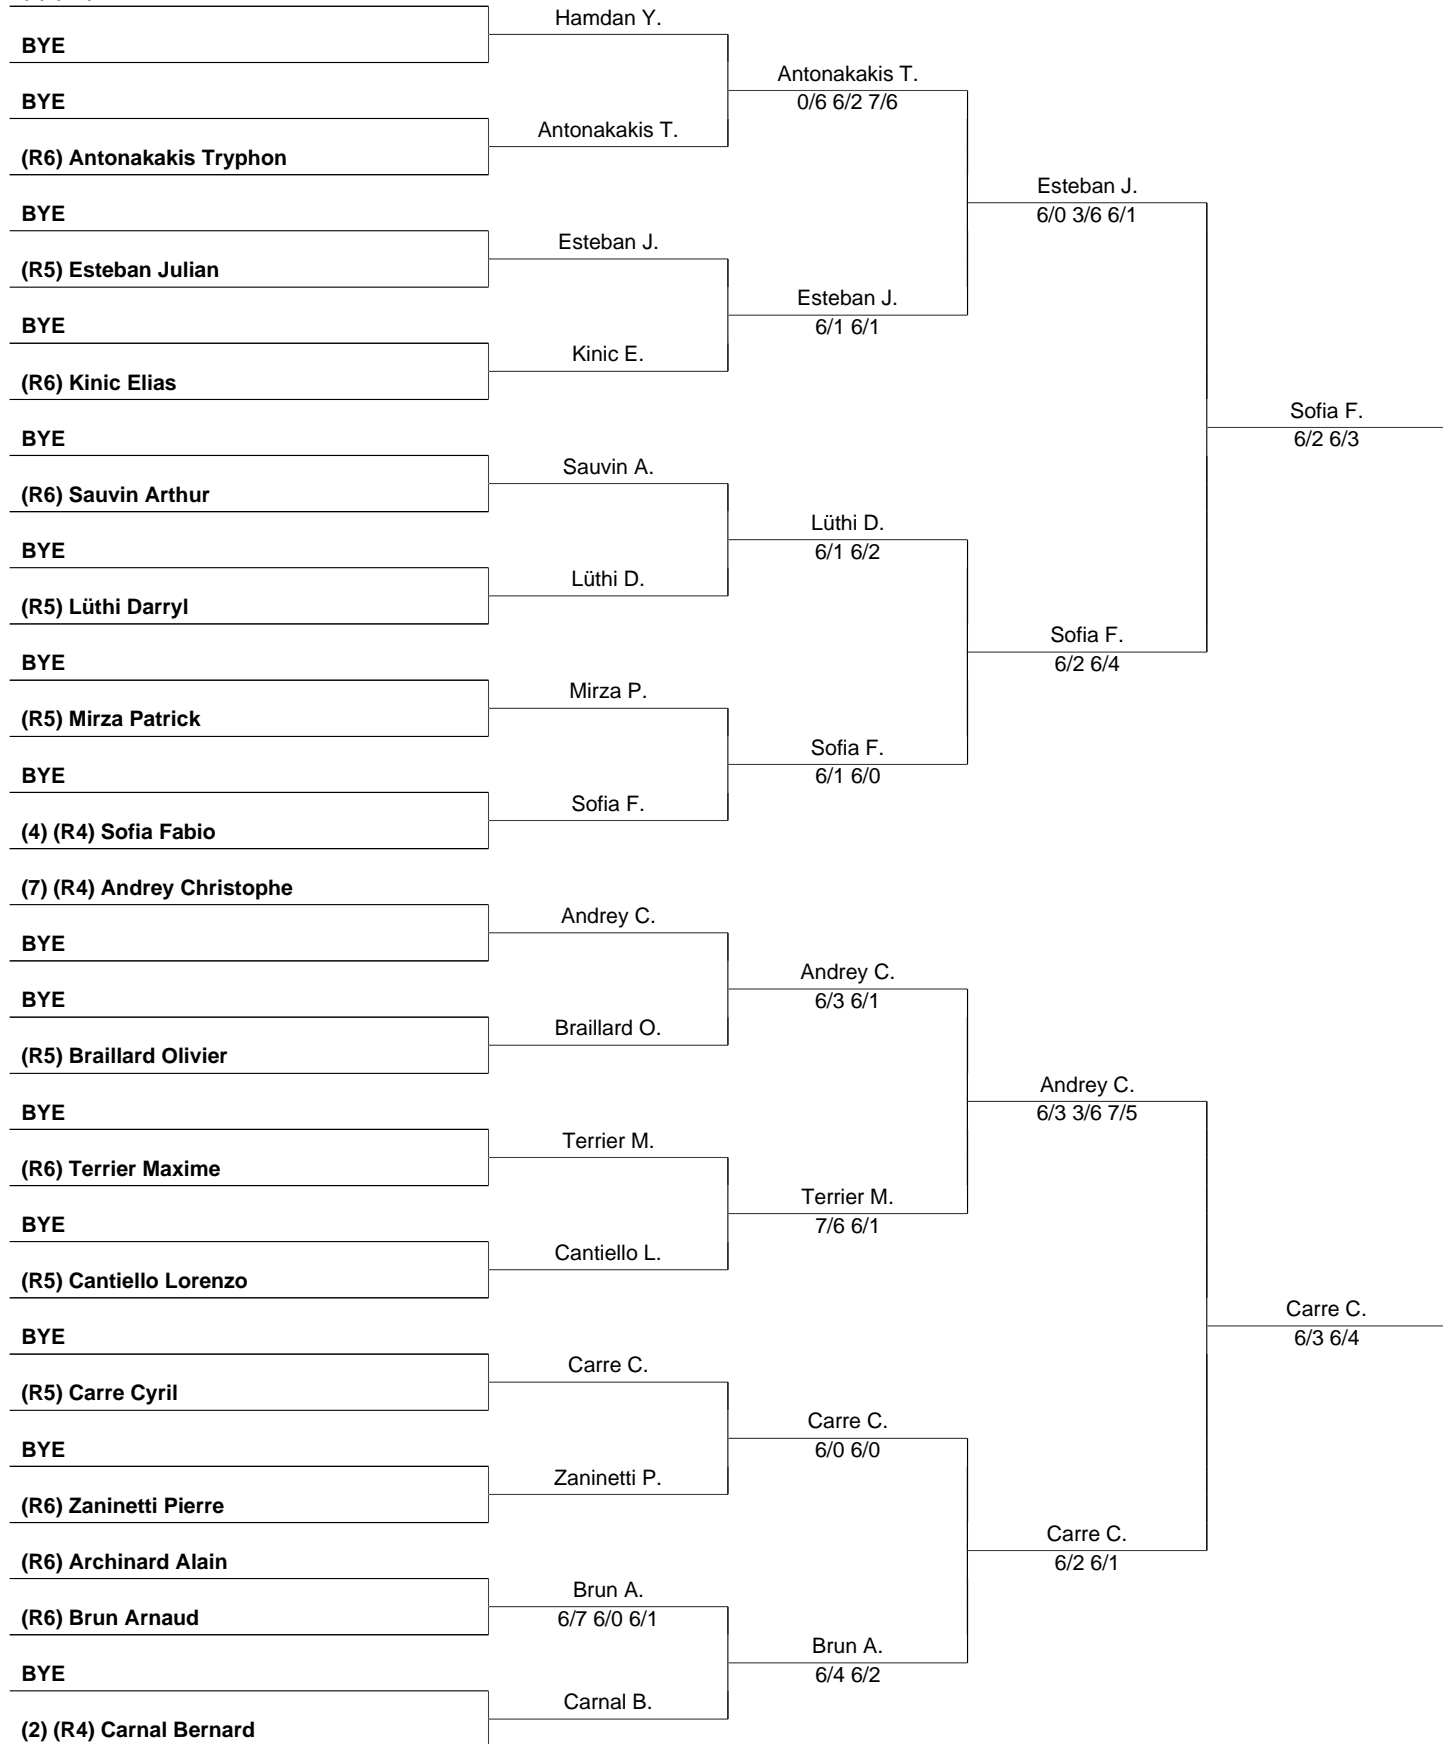 Hamdan Y.
BYE
Antonakakis T.
BYE
0/6 6/2 7/6
Antonakakis T.
(R6) Antonakakis Tryphon
Esteban J.
BYE
6/0 3/6 6/1
Esteban J.
(R5) Esteban Julian
Esteban J.
BYE
6/1 6/1
Kinic E.
(R6) Kinic Elias
Sofia F.
BYE
6/2 6/3
Sauvin A.
(R6) Sauvin Arthur
Lüthi D.
BYE
6/1 6/2
Lüthi D.
(R5) Lüthi Darryl
Sofia F.
BYE
6/2 6/4
Mirza P.
(R5) Mirza Patrick
Sofia F.
BYE
6/1 6/0
Sofia F.
(4) (R4) Sofia Fabio
(7) (R4) Andrey Christophe
Andrey C.
BYE
Andrey C.
BYE
6/3 6/1
Braillard O.
(R5) Braillard Olivier
Andrey C.
BYE
6/3 3/6 7/5
Terrier M.
(R6) Terrier Maxime
Terrier M.
BYE
7/6 6/1
Cantiello L.
(R5) Cantiello Lorenzo
Carre C.
BYE
6/3 6/4
Carre C.
(R5) Carre Cyril
Carre C.
BYE
6/0 6/0
Zaninetti P.
(R6) Zaninetti Pierre
Carre C.
(R6) Archinard Alain
6/2 6/1
Brun A.
(R6) Brun Arnaud
6/7 6/0 6/1
Brun A.
BYE
6/4 6/2
Carnal B.
(2) (R4) Carnal Bernard